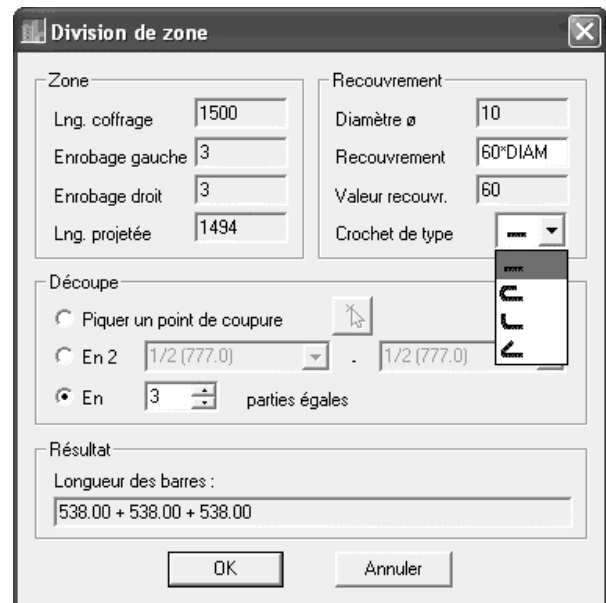 Division de zone
Zone
Lng. coffrage 1500
Enrobage gauche 3
Enrobage droit 3
Lng. projetée 1494
Recouvrement
Diamètre ø 10
Recouvrement 60*DIAM
Valeur recouvr. 60
Crochet de type
Découpe
Piquer un point de coupure
En 2 1/2 (777.0) . 1/2 (777.0)
En 3 parties égales
Résultat
Longueur des barres :
538.00 + 538.00 + 538.00
OK Annuler